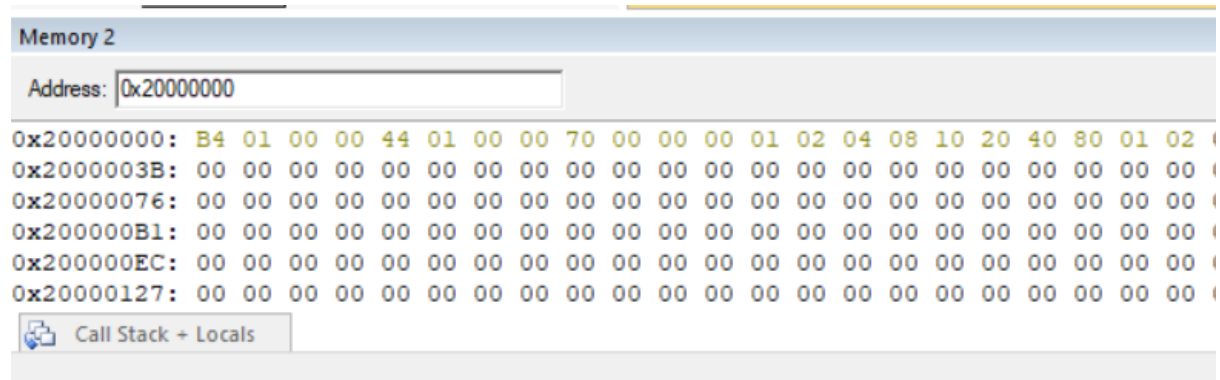 Memory 2
Address: 0x20000000
0x20000000: B4 01 00 00 44 01 00 00 70 00 00 00 01 02 04 08 10 20 40 80 01 02
0x2000003B: 00 00 00 00 00 00 00 00 00 00 00 00 00 00 00 00 00 00 00 00 00 00
0x20000076: 00 00 00 00 00 00 00 00 00 00 00 00 00 00 00 00 00 00 00 00 00 00
0x200000B1: 00 00 00 00 00 00 00 00 00 00 00 00 00 00 00 00 00 00 00 00 00 00
0x200000EC: 00 00 00 00 00 00 00 00 00 00 00 00 00 00 00 00 00 00 00 00 00 00
0x20000127: 00 00 00 00 00 00 00 00 00 00 00 00 00 00 00 00 00 00 00 00 00 00
Call Stack + Locals